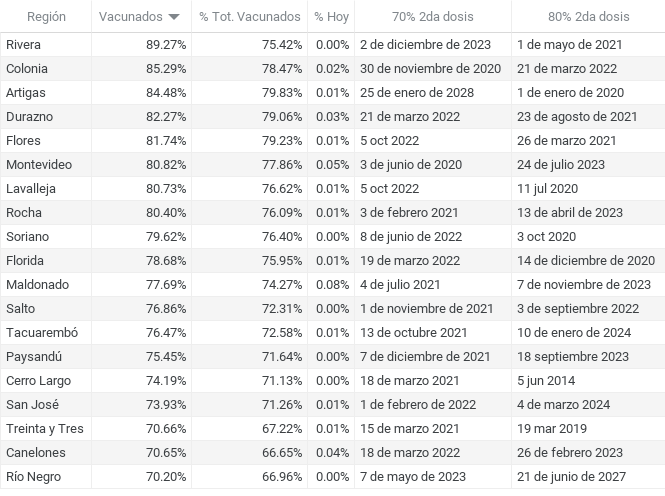 Región Vacunados % Tot. Vacunados % Hoy 70% 2da dosis 80% 2da dosis
Rivera 89.27% 75.42% 0.00% 2 de diciembre de 2023 1 de mayo de 2021
Colonia 85.29% 78.47% 0.02% 30 de noviembre de 2020 21 de marzo 2022
Artigas 84.48% 79.83% 0.01% 25 de enero de 2028 1 de enero de 2020
Durazno 82.27% 79.06% 0.03% 21 de marzo 2022 23 de agosto de 2021
Flores 81.74% 79.23% 0.01% 5 oct 2022 26 de marzo 2021
Montevideo 80.82% 77.86% 0.05% 3 de junio de 2020 24 de julio 2023
Lavalleja 80.73% 76.62% 0.01% 5 oct 2022 11 jul 2020
Rocha 80.40% 76.09% 0.01% 3 de febrero 2021 13 de abril de 2023
Soriano 79.62% 76.40% 0.00% 8 de junio de 2022 3 oct 2020
Florida 78.68% 75.95% 0.01% 19 de marzo 2022 14 de diciembre de 2020
Maldonado 77.69% 74.27% 0.08% 4 de julio 2021 7 de noviembre de 2023
Salto 76.86% 72.31% 0.00% 1 de noviembre de 2021 3 de septiembre 2022
Tacuarembó 76.47% 72.58% 0.01% 13 de octubre 2021 10 de enero de 2024
Paysandú 75.45% 71.64% 0.00% 7 de diciembre de 2021 18 septiembre 2023
Cerro Largo 74.19% 71.13% 0.00% 18 de marzo 2021 5 jun 2014
San José 73.93% 71.26% 0.01% 1 de febrero de 2022 4 de marzo de 2024
Treinta y Tres 70.66% 67.22% 0.01% 15 de marzo 2021 19 mar 2019
Canelones 70.65% 66.65% 0.04% 18 de marzo 2022 26 de febrero 2023
Río Negro 70.20% 66.96% 0.00% 7 de mayo de 2023 21 de junio de 2027